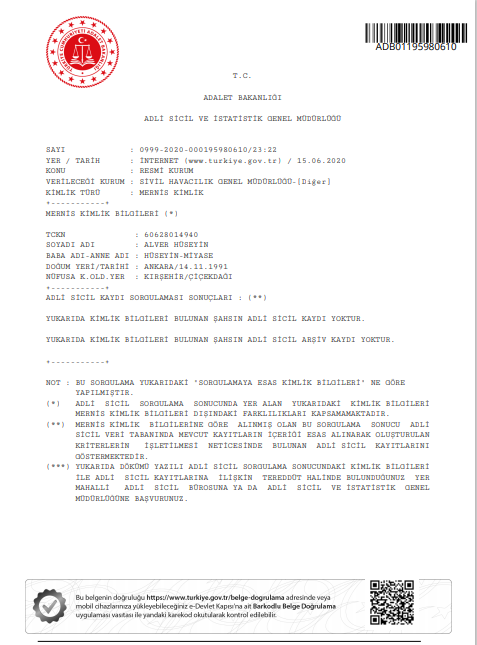 ADB01195980610
T.C.
ADALET BAKANLIĞI
ADLİ SİCİL VE İSTATİSTİK GENEL MÜDÜRLÜĞÜ
SAYI : 0999-2020-000195980610/23:22
YER / TARİH : İNTERNET (www.turkiye.gov.tr) / 15.06.2020
KONU : RESMİ KURUM
VERİLECEĞİ KURUM : SİVİL HAVACILIK GENEL MÜDÜRLÜĞÜ-[Diğer]
KİMLİK TÜRÜ : MERNİS KİMLİK
+-----------+
MERNİS KİMLİK BİLGİLERİ (*)
TCKN : 60628014940
SOYADI ADI : ALVER HÜSEYİN
BABA ADI-ANNE ADI : HÜSEYİN-MİYASE
DOĞUM YERİ/TARİHİ : ANKARA/14.11.1991
NÜFUSA K.OLD.YER : KIRŞEHİR/ÇİÇEKDAĞI
+-----------+
ADLİ SİCİL KAYDI SORGULAMASI SONUÇLARI : (**)
YUKARIDA KİMLİK BİLGİLERİ BULUNAN ŞAHSIN ADLİ SİCİL KAYDI YOKTUR.
YUKARIDA KİMLİK BİLGİLERİ BULUNAN ŞAHSIN ADLİ SİCİL ARŞİV KAYDI YOKTUR.
+-----------+
NOT : BU SORGULAMA YUKARIDAKİ 'SORGULAMAYA ESAS KİMLİK BİLGİLERİ' NE GÖRE
YAPILMIŞTIR.
(*) ADLİ SİCİL SORGULAMA SONUCUNDA YER ALAN YUKARIDAKİ KİMLİK BİLGİLERİ
MERNİS KİMLİK BİLGİLERİ DIŞINDAKİ FARKLILIKLARI KAPSAMAMAKTADIR.
(**) MERNİS KİMLİK BİLGİLERİNE GÖRE ALINMIŞ OLAN BU SORGULAMA SONUCU ADLİ
SİCİL VERİ TABANINDA MEVCUT KAYITLARIN İÇERİĞİ ESAS ALINARAK OLUŞTURULAN
KRİTERLERİN İŞLETİLMESİ NETİCESİNDE BULUNAN ADLİ SİCİL KAYITLARINI
GÖSTERMEKTEDİR.
(***) YUKARIDA DÖKÜMÜ YAZILI ADLİ SİCİL SORGULAMA SONUCUNDAKİ KİMLİK BİLGİLERİ
İLE ADLİ SİCİL KAYITLARINA İLİŞKİN TEREDDÜT HALİNDE BULUNDUĞUNUZ YER
MAHALLİ ADLİ SİCİL BÜROSUNA YA DA ADLİ SİCİL VE İSTATİSTİK GENEL
MÜDÜRLÜĞÜNE BAŞVURUNUZ.
Bu belgenin doğruluğu https://www.turkiye.gov.tr/belge-dogrulama adresinde veya
mobil cihazlarınıza yükleyebileceğiniz e-Devlet Kapısı'na ait Barkodlu Belge Doğrulama
uygulaması vasıtası ile yandaki karekod okutularak kontrol edilebilir.